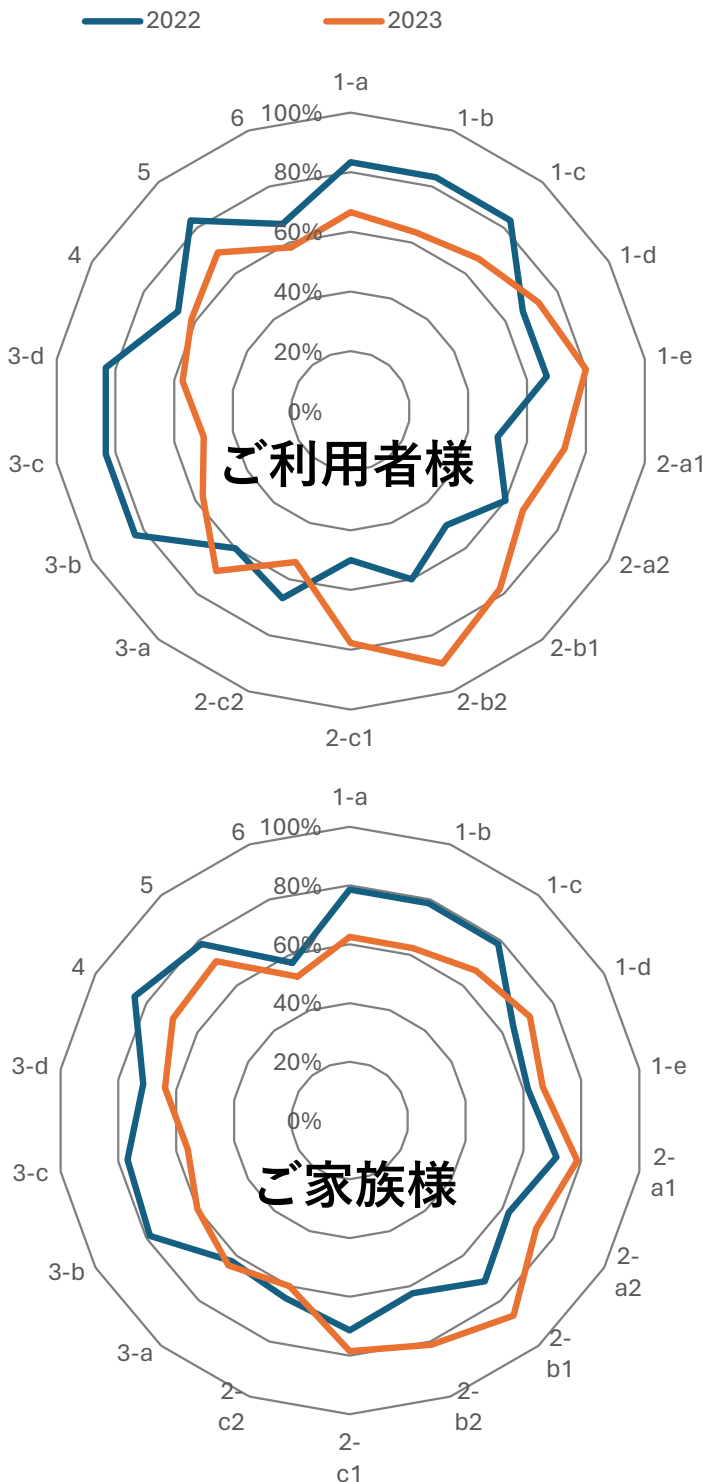 2022 2023
1-a
1-b
1-c
1-d
1-e
2-a1
2-a2
2-b1
2-b2
2-c1
2-c2
3-a
3-b
3-c
3-d
4
5
6
100%
80%
60%
40%
20%
0%
ご利用者様
1-a
1-b
1-c
1-d
1-e
2-
a1
2-
a2
2-
b1
2-
b2
2-
c1
2-
c2
3-a
3-b
3-c
3-d
4
5
6
100%
80%
60%
40%
20%
0%
ご家族様